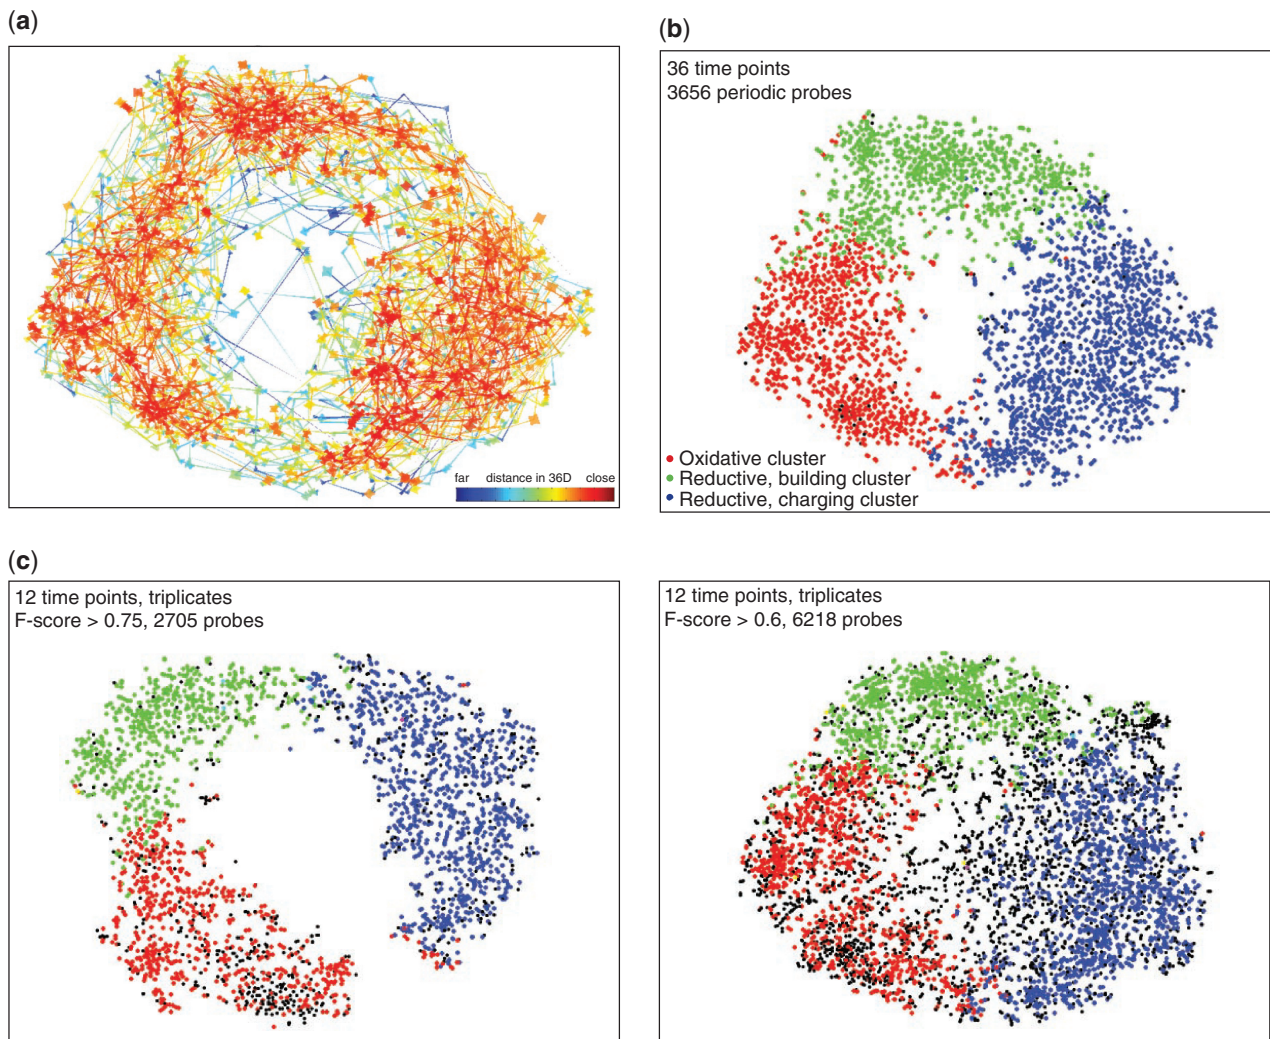 (a)
far distance in 36D close
(b)
36 time points
3656 periodic probes
Oxidative cluster
Reductive, building cluster
Reductive, charging cluster
(c)
12 time points, triplicates
F-score > 0.75, 2705 probes
12 time points, triplicates
F-score > 0.6, 6218 probes